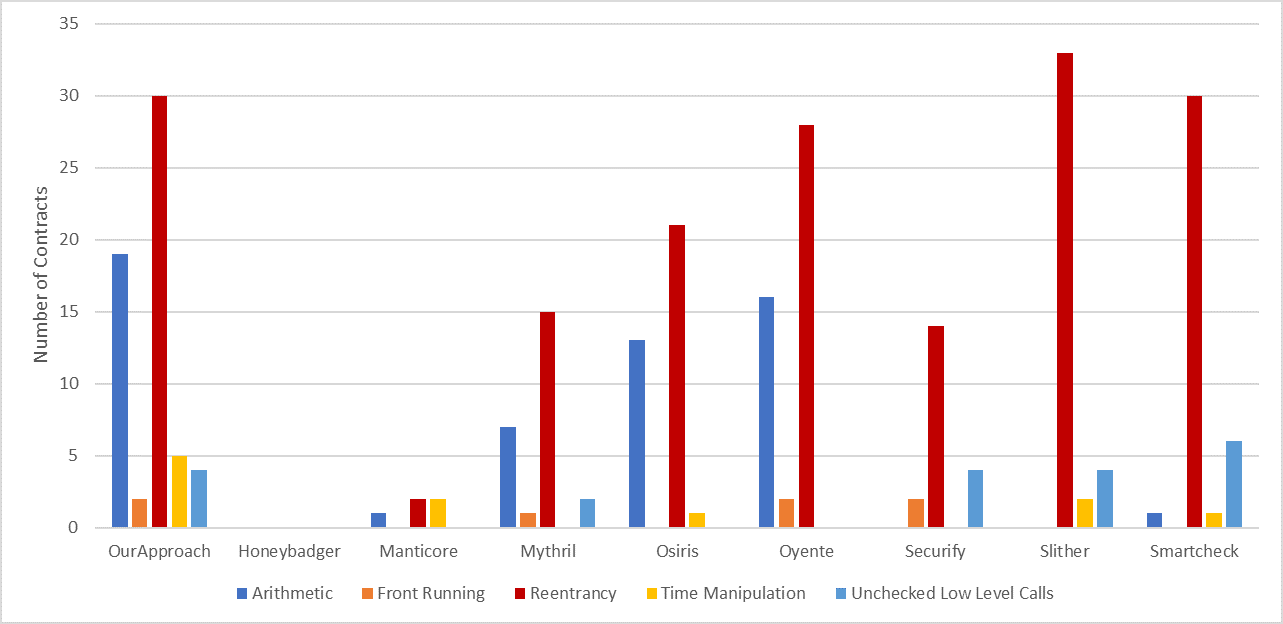 35
30
25
20
15
10
5
0
Number of Contracts
OurApproach Honeybadger Manticore Mythril Osiris Oyente Securify Slither Smartcheck
Arithmetic Front Running Reentrancy Time Manipulation Unchecked Low Level Calls